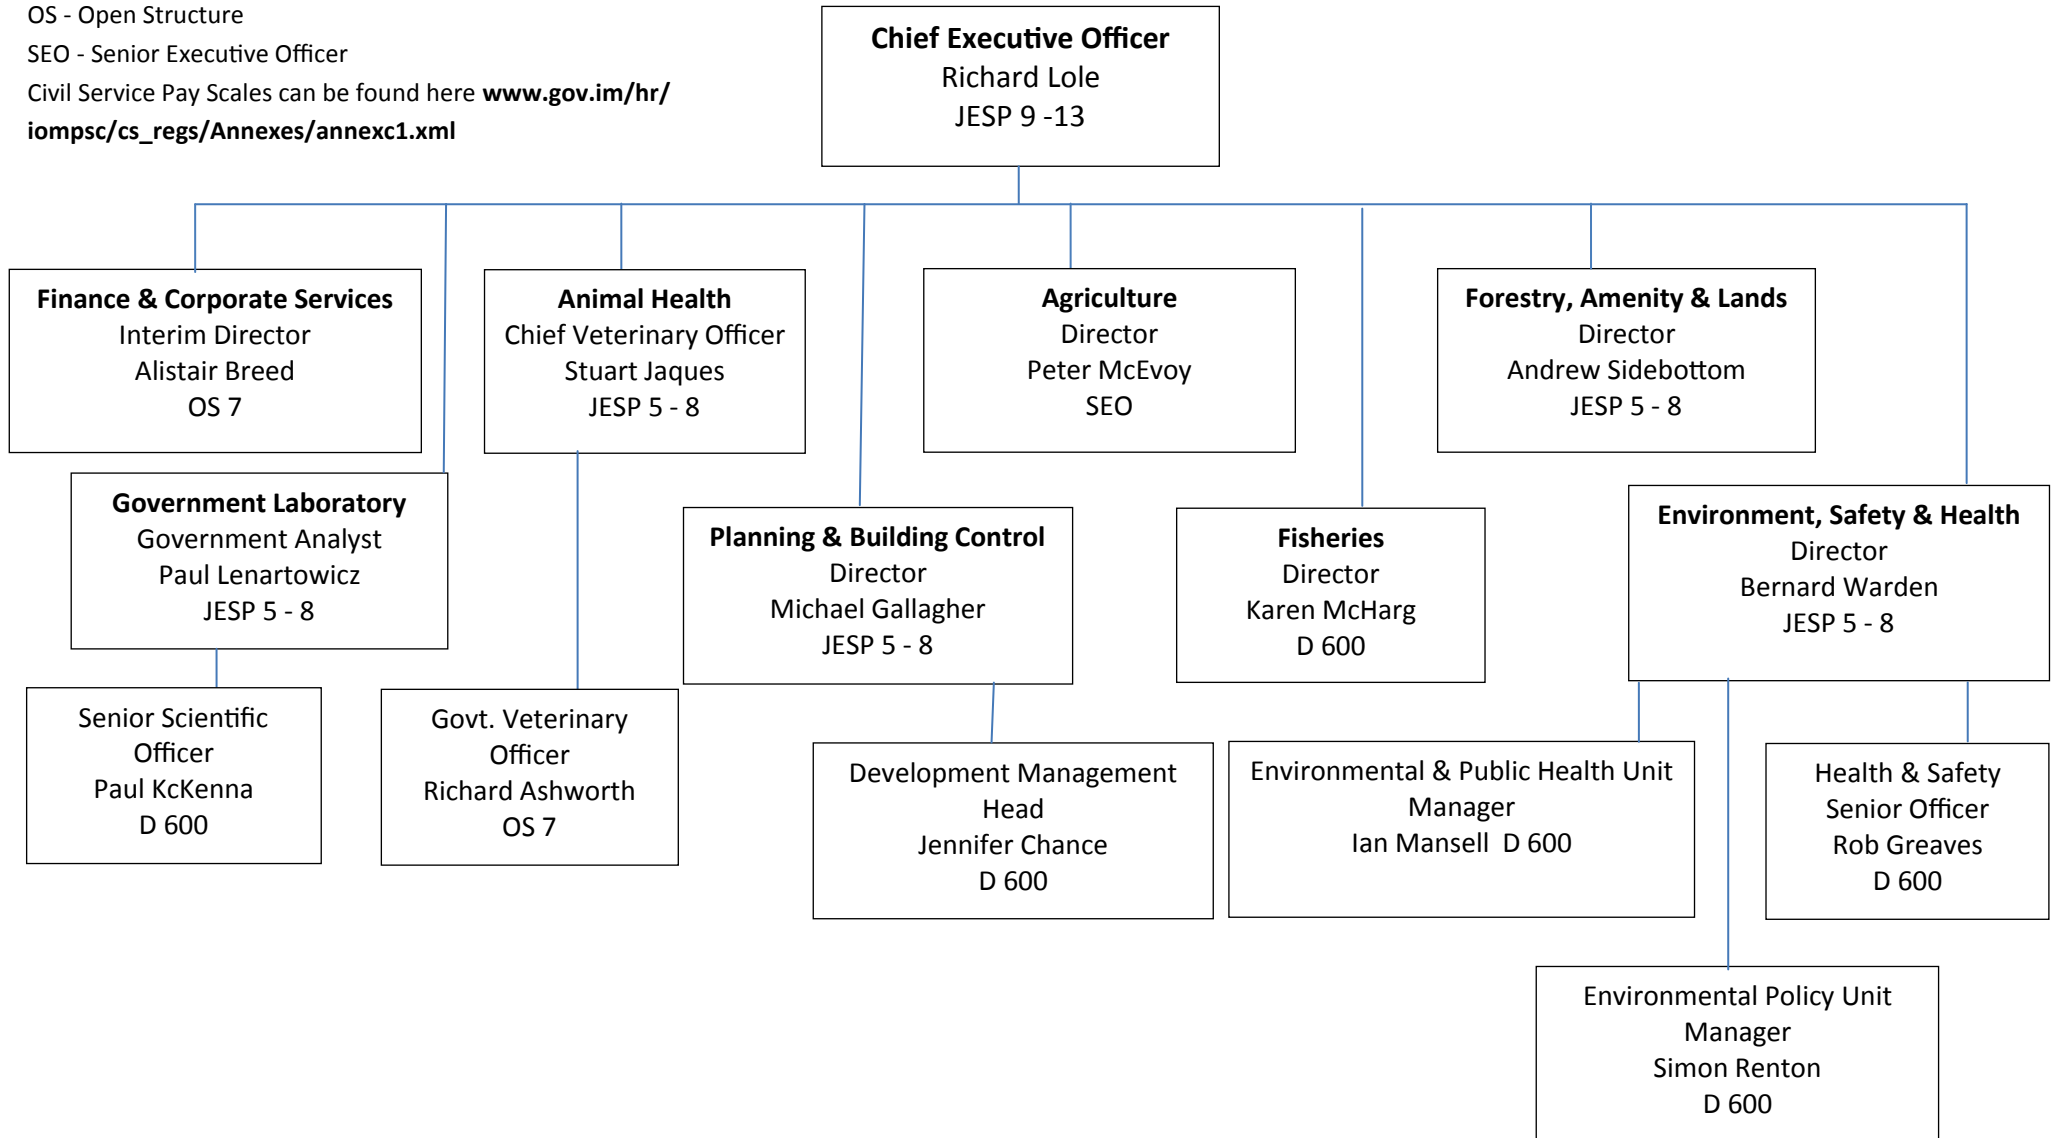 OS - Open Structure
SEO - Senior Executive Officer
Civil Service Pay Scales can be found here www.gov.im/hr/
iompsc/cs_regs/Annexes/annexc1.xml
Chief Executive Officer
Richard Lole
JESP 9 -13
Finance & Corporate Services
Interim Director
Alistair Breed
OS 7
Animal Health
Chief Veterinary Officer
Stuart Jaques
JESP 5 - 8
Agriculture
Director
Peter McEvoy
SEO
Forestry, Amenity & Lands
Director
Andrew Sidebottom
JESP 5 - 8
Government Laboratory
Government Analyst
Paul Lenartowicz
JESP 5 - 8
Planning & Building Control
Director
Michael Gallagher
JESP 5 - 8
Fisheries
Director
Karen McHarg
D 600
Environment, Safety & Health
Director
Bernard Warden
JESP 5 - 8
Senior Scientific
Officer
Paul KcKenna
D 600
Govt. Veterinary
Officer
Richard Ashworth
OS 7
Development Management
Head
Jennifer Chance
D 600
Environmental & Public Health Unit
Manager
Ian Mansell  D 600
Health & Safety
Senior Officer
Rob Greaves
D 600
Environmental Policy Unit
Manager
Simon Renton
D 600